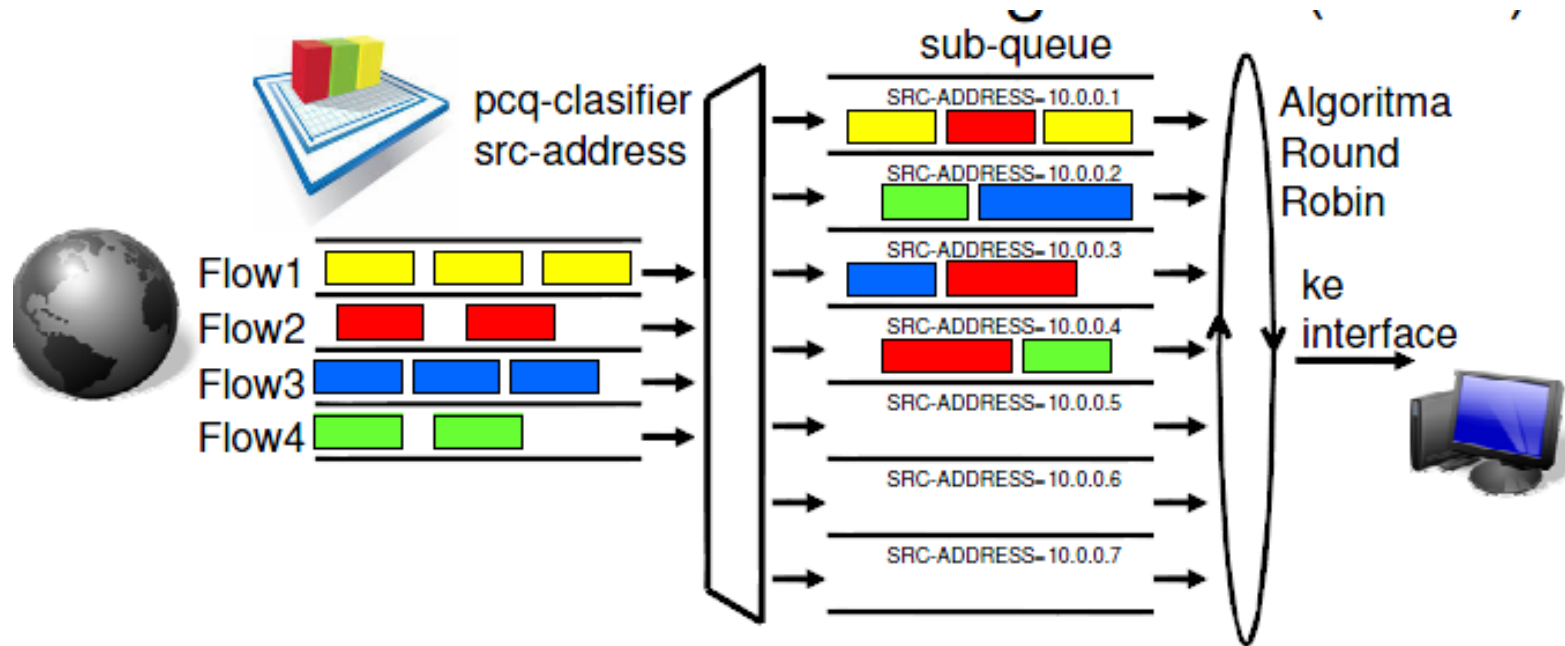 sub-queue
pcq-clasifier
src-address
Flow1
Flow2
Flow3
Flow4
SRC-ADDRESS=10.0.0.1
SRC-ADDRESS=10.0.0.2
SRC-ADDRESS=10.0.0.3
SRC-ADDRESS=10.0.0.4
SRC-ADDRESS=10.0.0.5
SRC-ADDRESS=10.0.0.6
SRC-ADDRESS=10.0.0.7
Algoritma
Round
Robin
ke
interface